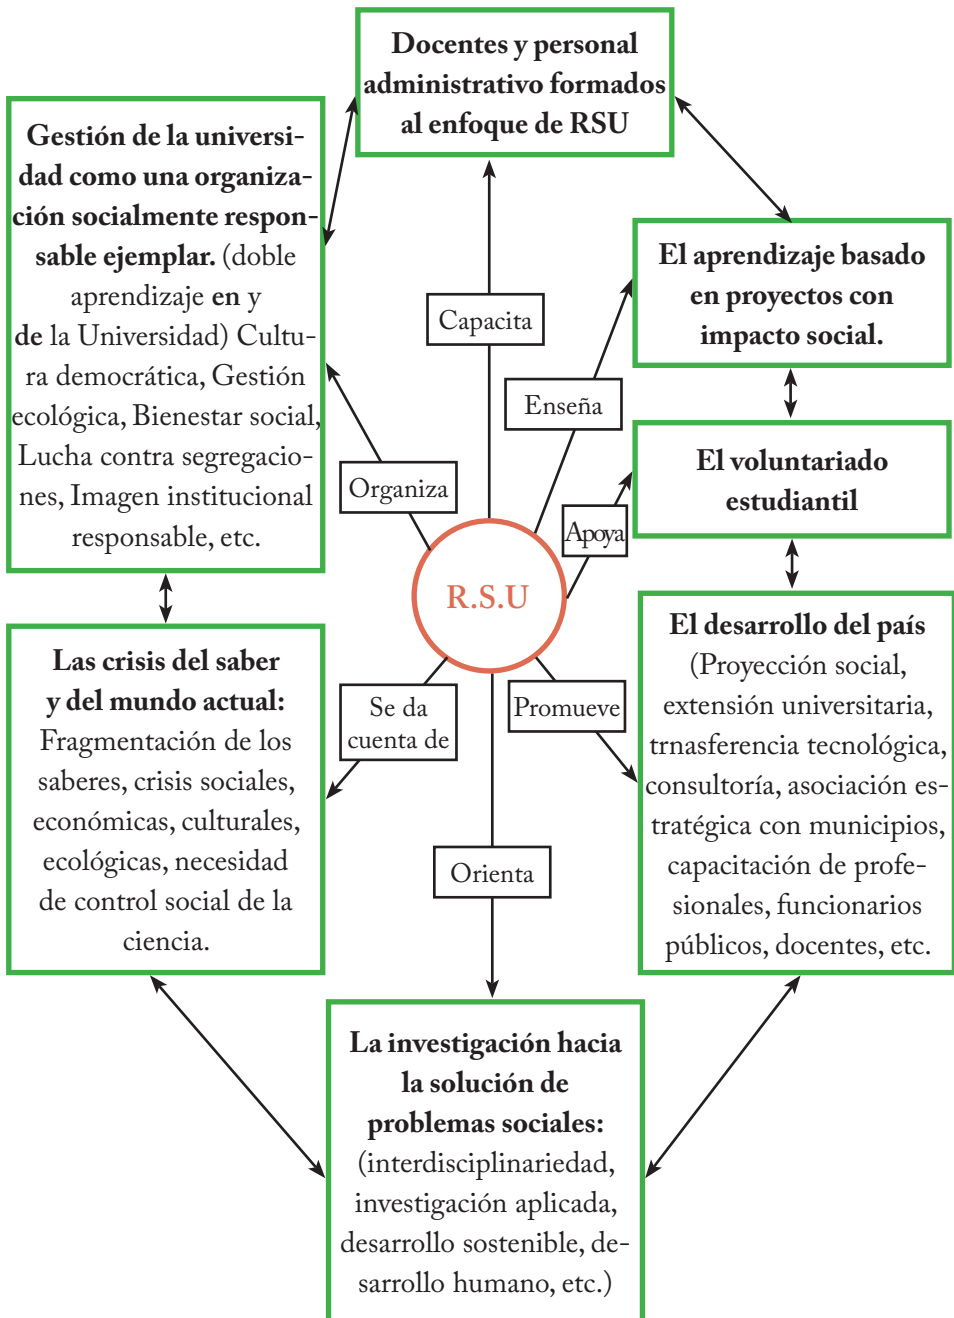 Docentes y personal
administrativo formados
al enfoque de RSU
Gestión de la universi-
dad como una organiza-
ción socialmente respon-
sable ejemplar. (doble
aprendizaje en y
de la Universidad) Cultu-
ra democrática, Gestión
ecológica, Bienestar social,
Lucha contra segregacio-
nes, Imagen institucional
responsable, etc.
El aprendizaje basado
en proyectos con
impacto social.
Capacita
Enseña
El voluntariado
estudiantil
Organiza
Apoya
R.S.U
Las crisis del saber
y del mundo actual:
Fragmentación de los
saberes, crisis sociales,
económicas, culturales,
ecológicas, necesidad
de control social de la
ciencia.
Se da
cuenta de
Promueve
El desarrollo del país
(Proyección social,
extensión universitaria,
trnasferencia tecnológica,
consultoría, asociación es-
tratégica con municipios,
capacitación de profe-
sionales, funcionarios
públicos, docentes, etc.
Orienta
La investigación hacia
la solución de
problemas sociales:
(interdisciplinariedad,
investigación aplicada,
desarrollo sostenible, de-
sarrollo humano, etc.)